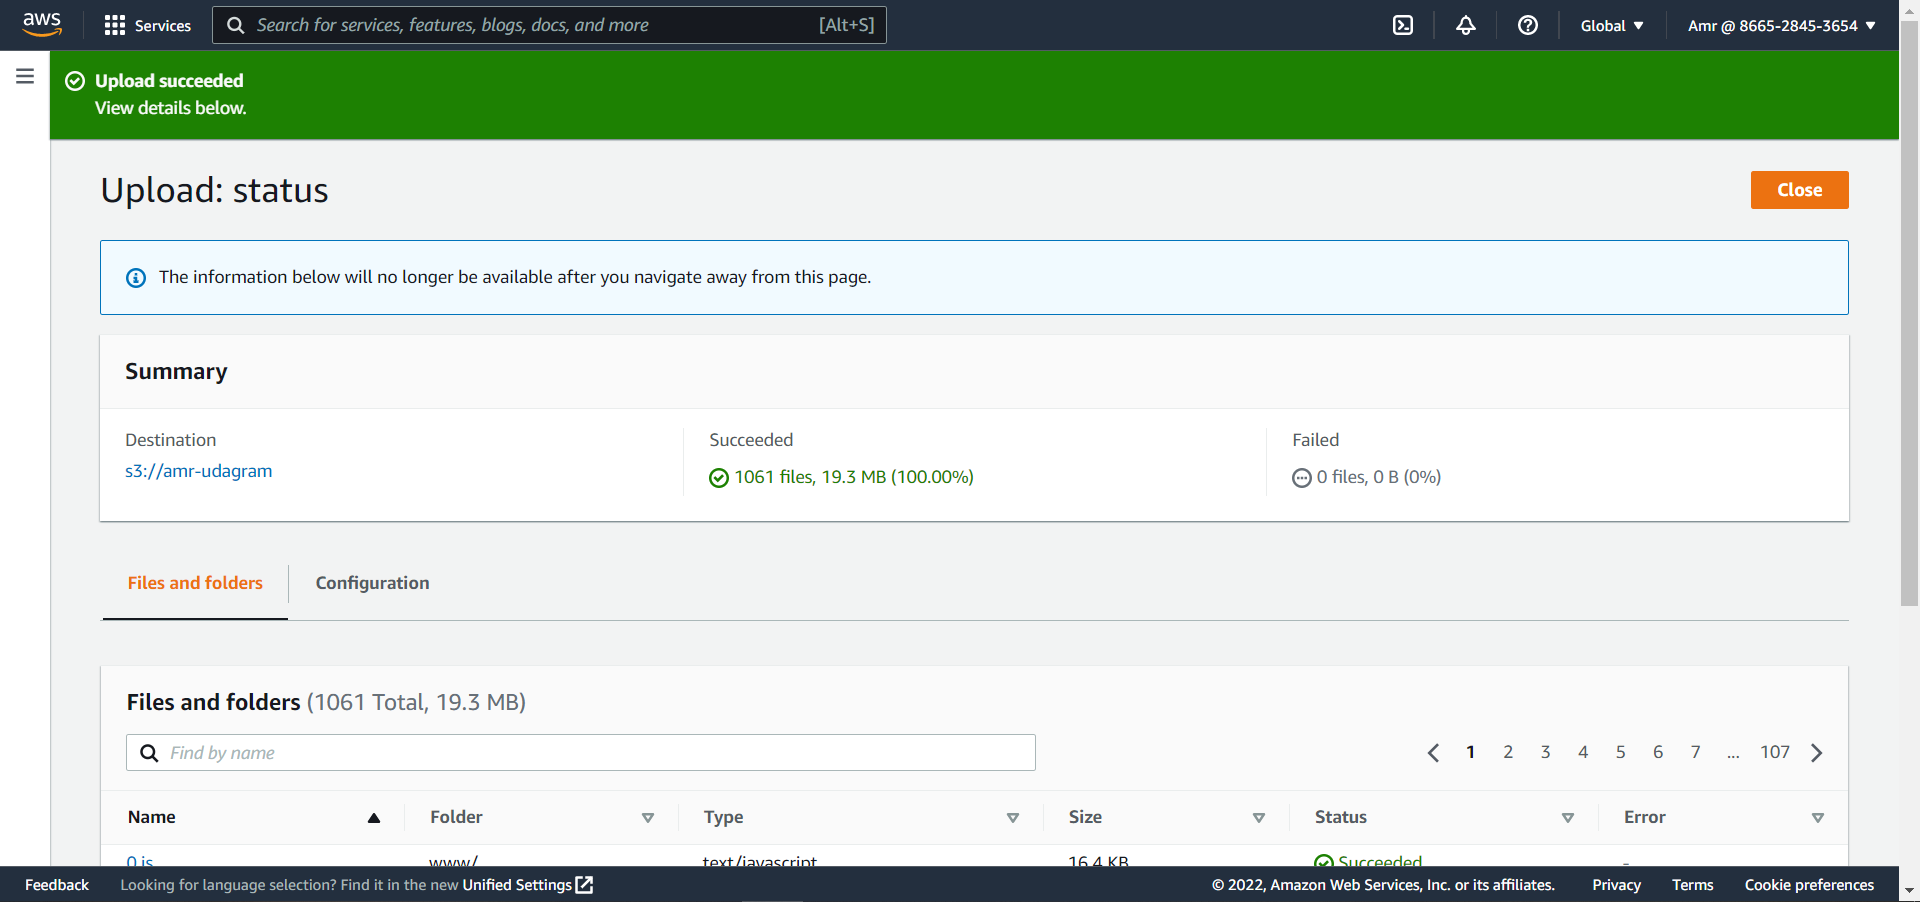 aws
Services
Search for services, features, blogs, docs, and more [Alt+S]
Global
Amr @ 8665-2845-3654
Upload succeeded
View details below.
Upload: status
Close
The information below will no longer be available after you navigate away from this page.
Summary
Destination
s3://amr-udagram
Succeeded
1061 files, 19.3 MB (100.00%)
Failed
0 files, 0 B (0%)
Files and folders
Configuration
Files and folders (1061 Total, 19.3 MB)
Find by name
1 2 3 4 5 6 7 ... 107
Name Folder Type Size Status Error
0.js www/ text/javascript 16.4 KB Succeeded -
Feedback Looking for language selection? Find it in the new Unified Settings © 2022, Amazon Web Services, Inc. or its affiliates. Privacy Terms Cookie preferences